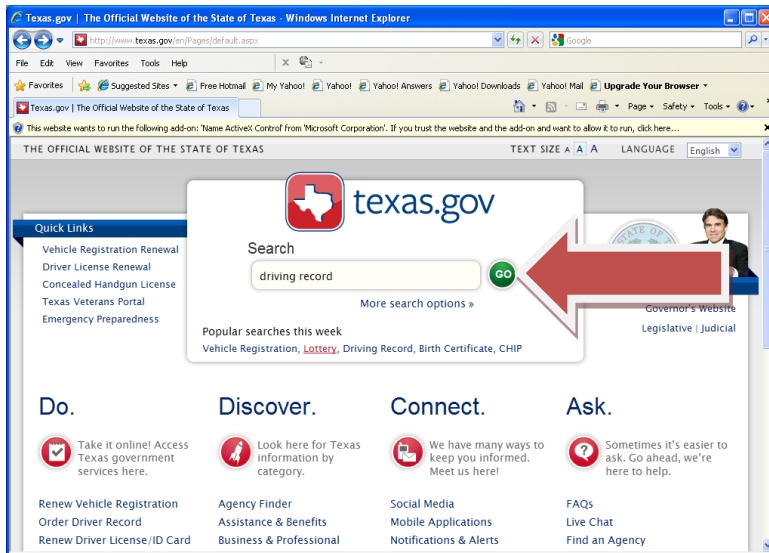 Texas.gov | The Official Website of the State of Texas - Windows Internet Explorer
http://www.texas.gov/en/Pages/default.aspx
Google
File Edit View Favorites Tools Help
Favorites Suggested Sites Free Hotmail My Yahoo! Yahoo! Yahoo! Answers Yahoo! Downloads Yahoo! Mail Upgrade Your Browser
Texas.gov | The Official Website of the State of Texas
Page Safety Tools
This website wants to run the following add-on: 'Name ActiveX Control' from 'Microsoft Corporation'. If you trust the website and the add-on and want to allow it to run, click here...
THE OFFICIAL WEBSITE OF THE STATE OF TEXAS TEXT SIZE A A A LANGUAGE English
texas.gov
Quick Links
Vehicle Registration Renewal
Driver License Renewal
Concealed Handgun License
Texas Veterans Portal
Emergency Preparedness
Search
driving record
GO
More search options »
Popular searches this week
Vehicle Registration, Lottery, Driving Record, Birth Certificate, CHIP
STATE OF
Governor's Website
Legislative | Judicial
Do.
Take it online! Access
Texas government
services here.
Renew Vehicle Registration
Order Driver Record
Renew Driver License/ID Card
Discover.
Look here for Texas
information by
category.
Agency Finder
Assistance & Benefits
Business & Professional
Connect.
We have many ways to
keep you informed.
Meet us here!
Social Media
Mobile Applications
Notifications & Alerts
Ask.
Sometimes it's easier to
ask. Go ahead, we're
here to help.
FAQs
Live Chat
Find an Agency